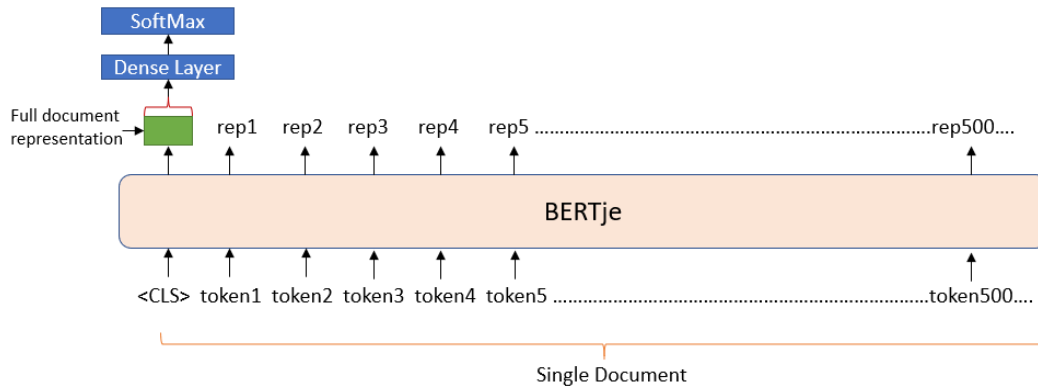 SoftMax
Dense Layer
Full document
representation
rep1 rep2 rep3 rep4 rep5 ........................................................................rep500....
BERTje
<CLS> token1 token2 token3 token4 token5 ........................................................................token500....
Single Document